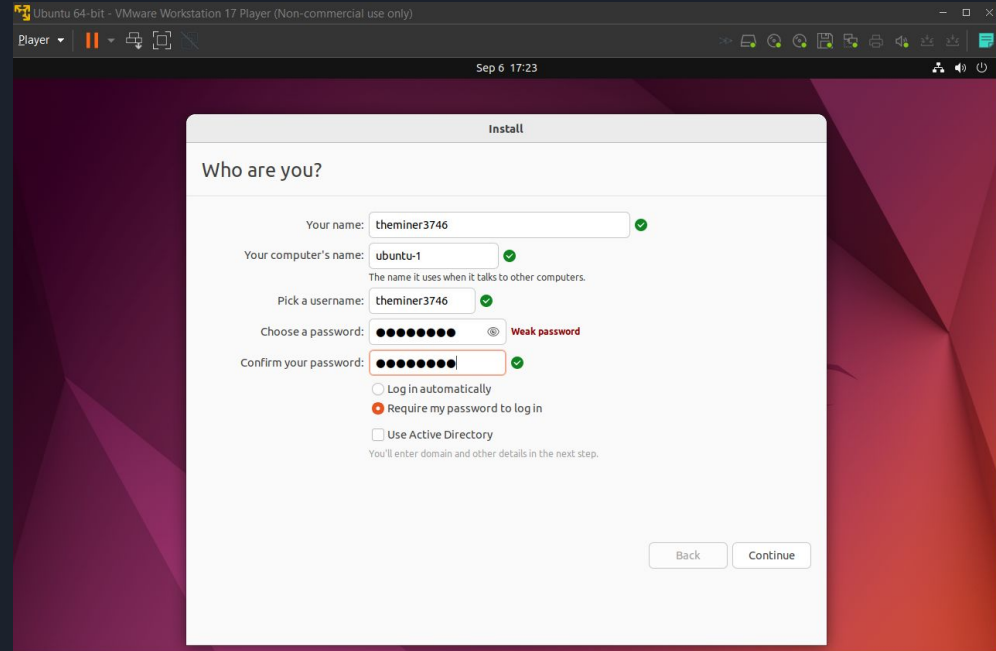 Ubuntu 64-bit - VMware Workstation 17 Player (Non-commercial use only)
Player
Sep 6 17:23
Install
Who are you?
Your name: theminer3746
Your computer's name: ubuntu-1
The name it uses when it talks to other computers.
Pick a username: theminer3746
Choose a password: ●●●●●●●● Weak password
Confirm your password: ●●●●●●●●
Log in automatically
Require my password to log in
Use Active Directory
You'll enter domain and other details in the next step.
Back Continue